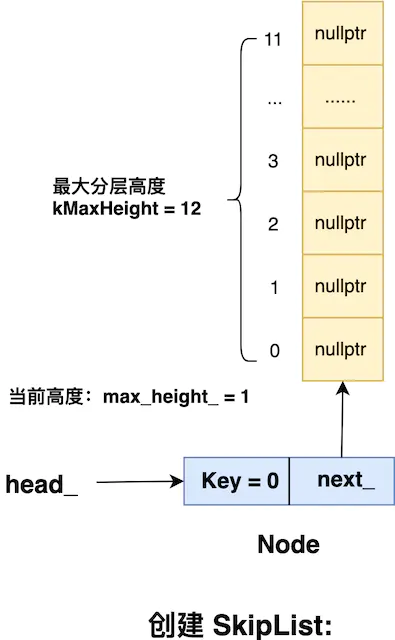 11 nullptr
... ......
3 nullptr
最大分层高度
kMaxHeight = 12
2 nullptr
1 nullptr
0 nullptr
当前高度：max_height_ = 1
head_ Key = 0 next_
Node
创建 SkipList: